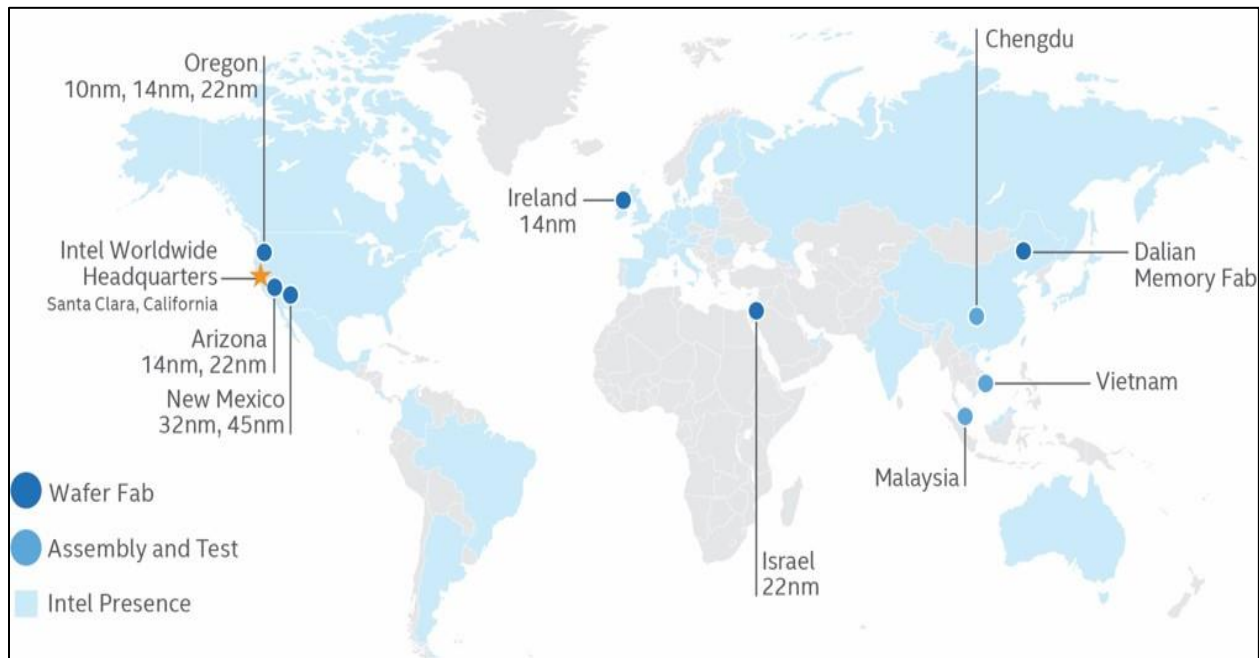 Oregon
10nm, 14nm, 22nm
Intel Worldwide
Headquarters
Santa Clara, California
Arizona
14nm, 22nm
New Mexico
32nm, 45nm
Ireland
14nm
Israel
22nm
Chengdu
Dalian
Memory Fab
Vietnam
Malaysia
Wafer Fab
Assembly and Test
Intel Presence